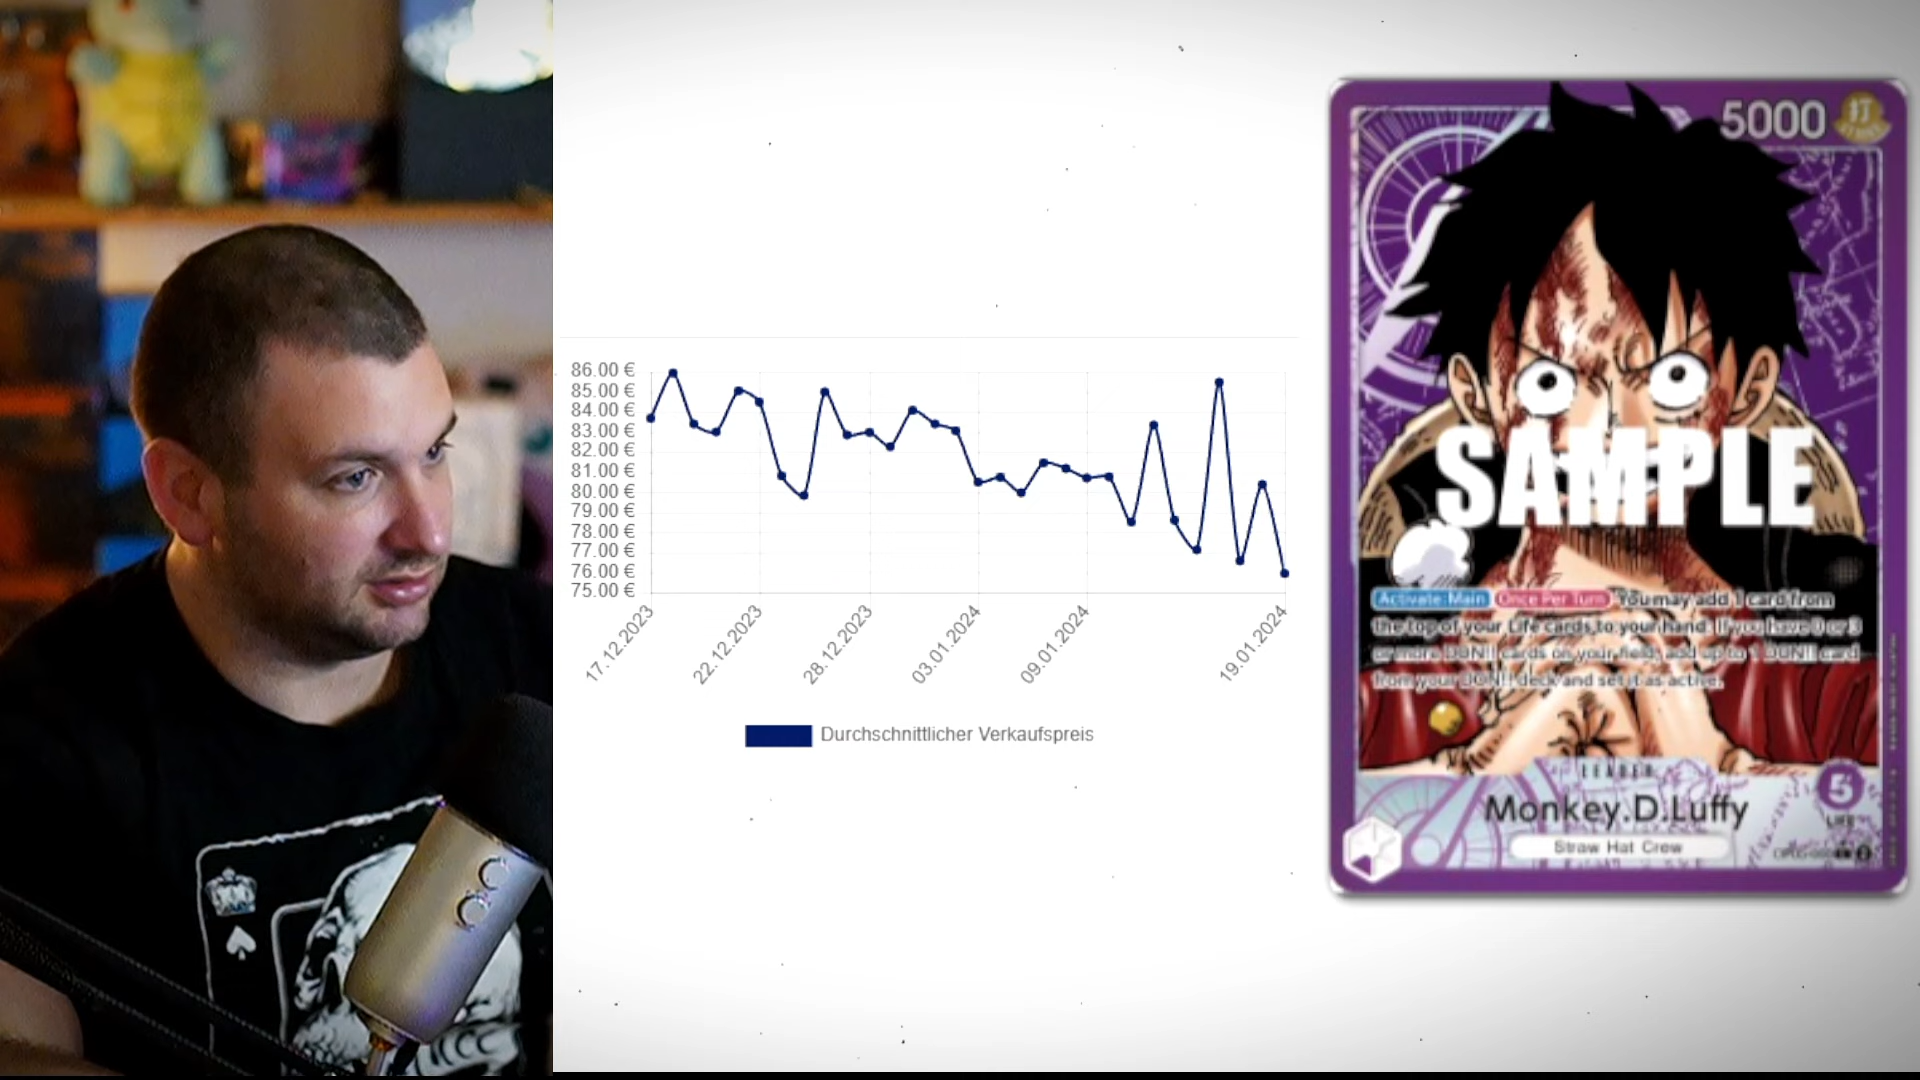 86.00 €
85.00 €
84.00 €
83.00 €
82.00 €
81.00 €
80.00 €
79.00 €
78.00 €
77.00 €
76.00 €
75.00 €
17.12.2023
22.12.2023
28.12.2023
03.01.2024
09.01.2024
19.01.2024
Durchschnittlicher Verkaufspreis
5000
打
SAMPLE
Activate:Main Once Per Turn You may add 1 card from
the top of your Life cards to your hand: If you have 0 or 3
or more DON!! cards on your field, add up to 1 DON!! card
from your DON!! deck and set it as active.
LEADER
5
LIFE
Monkey.D.Luffy
Straw Hat Crew